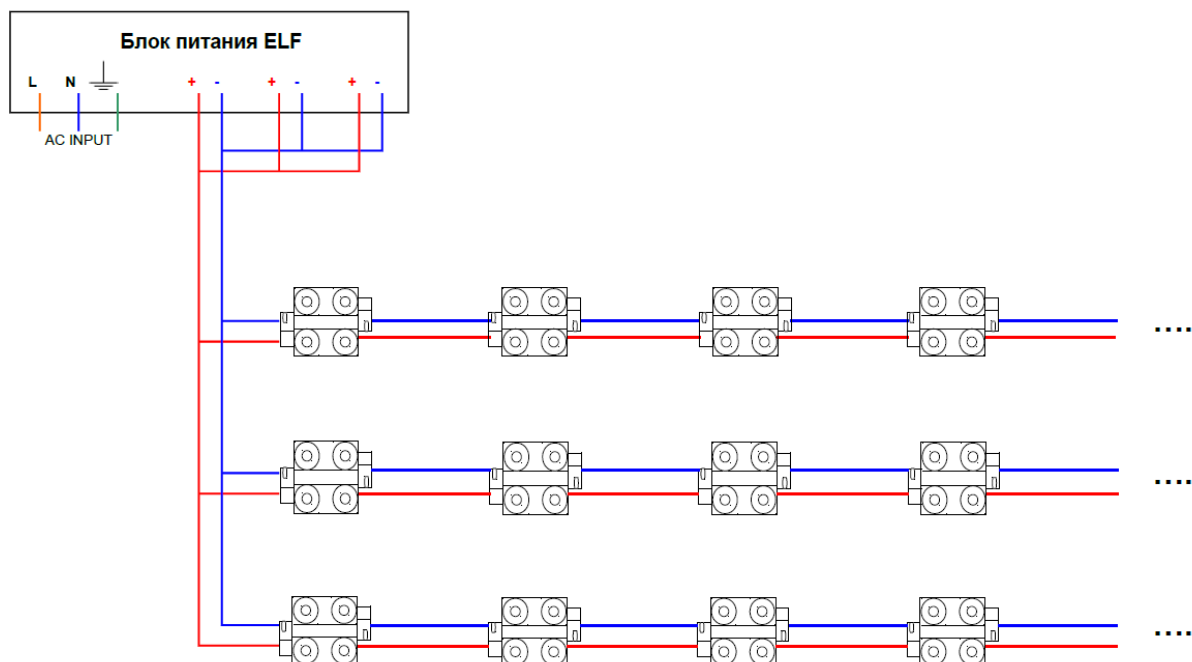 Блок питания ELF
L N + - + - + -
AC INPUT
....
....
....